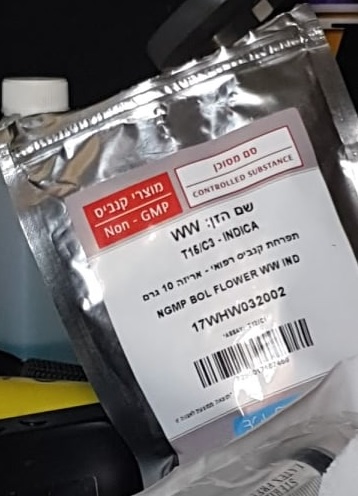 מוצרי קנביס
Non - GMP
סם מסוכן
CONTROLLED SUBSTANCE
שם הזן: WW
T15/C3 - INDICA
תפרחת קנביס רפואי - אריזה 10 גרם
NGMP BOL FLOWER WW IND
17WHW032002